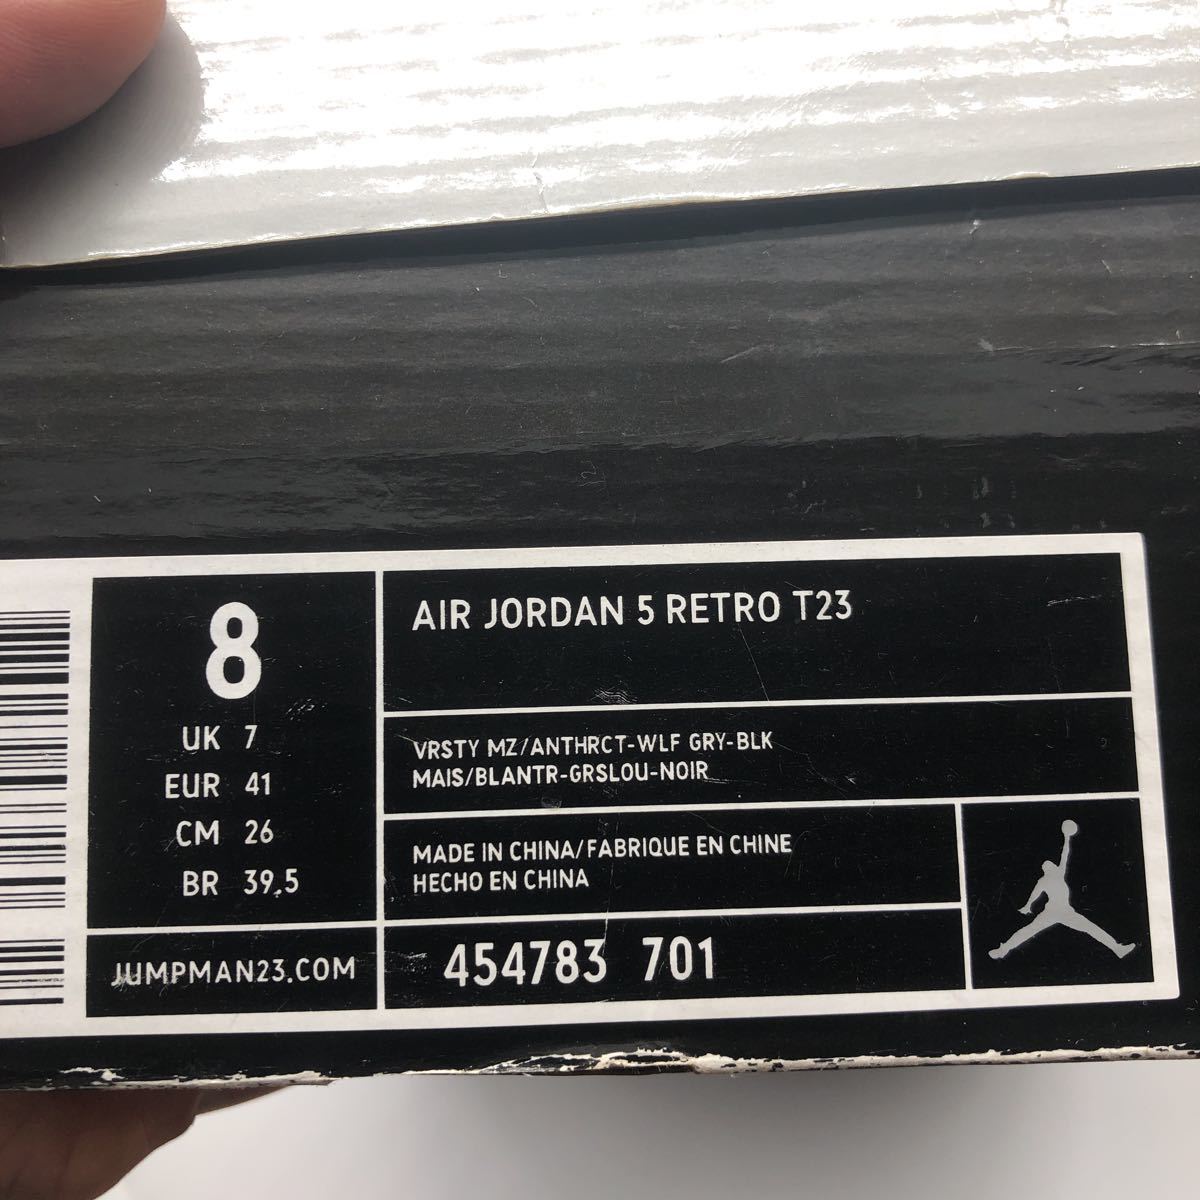 8
UK 7
EUR 41
CM 26
BR 39,5
JUMPMAN23.COM
AIR JORDAN 5 RETRO T23
VRSTY MZ/ANTHRCT-WLF GRY-BLK
MAIS/BLANTR-GRSLOU-NOIR
MADE IN CHINA/FABRIQUE EN CHINE
HECHO EN CHINA
454783 701